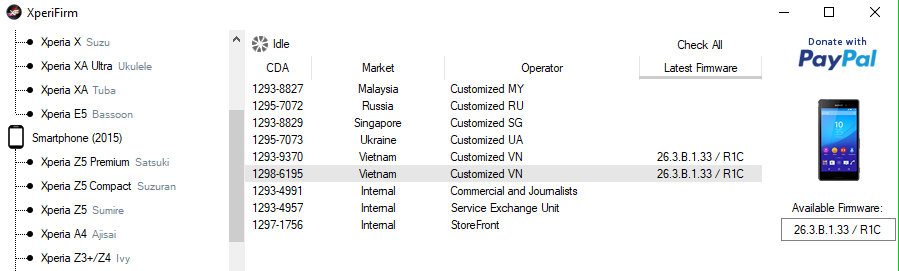 XperiFirm
Xperia X Suzu
Xperia XA Ultra Ukulele
Xperia XA Tuba
Xperia E5 Bassoon
Smartphone (2015)
Xperia Z5 Premium Satsuki
Xperia Z5 Compact Suzuran
Xperia Z5 Sumire
Xperia A4 Ajisai
Xperia Z3+/Z4 Ivy
Idle
Check All
CDA Market Operator Latest Firmware
1293-8827 Malaysia Customized MY
1295-7072 Russia Customized RU
1293-8829 Singapore Customized SG
1295-7073 Ukraine Customized UA
1293-9370 Vietnam Customized VN 26.3.B.1.33 / R1C
1298-6195 Vietnam Customized VN 26.3.B.1.33 / R1C
1293-4991 Internal Commercial and Journalists
1293-4957 Internal Service Exchange Unit
1297-1756 Internal StoreFront
Donate with
PayPal
Available Firmware:
26.3.B.1.33 / R1C